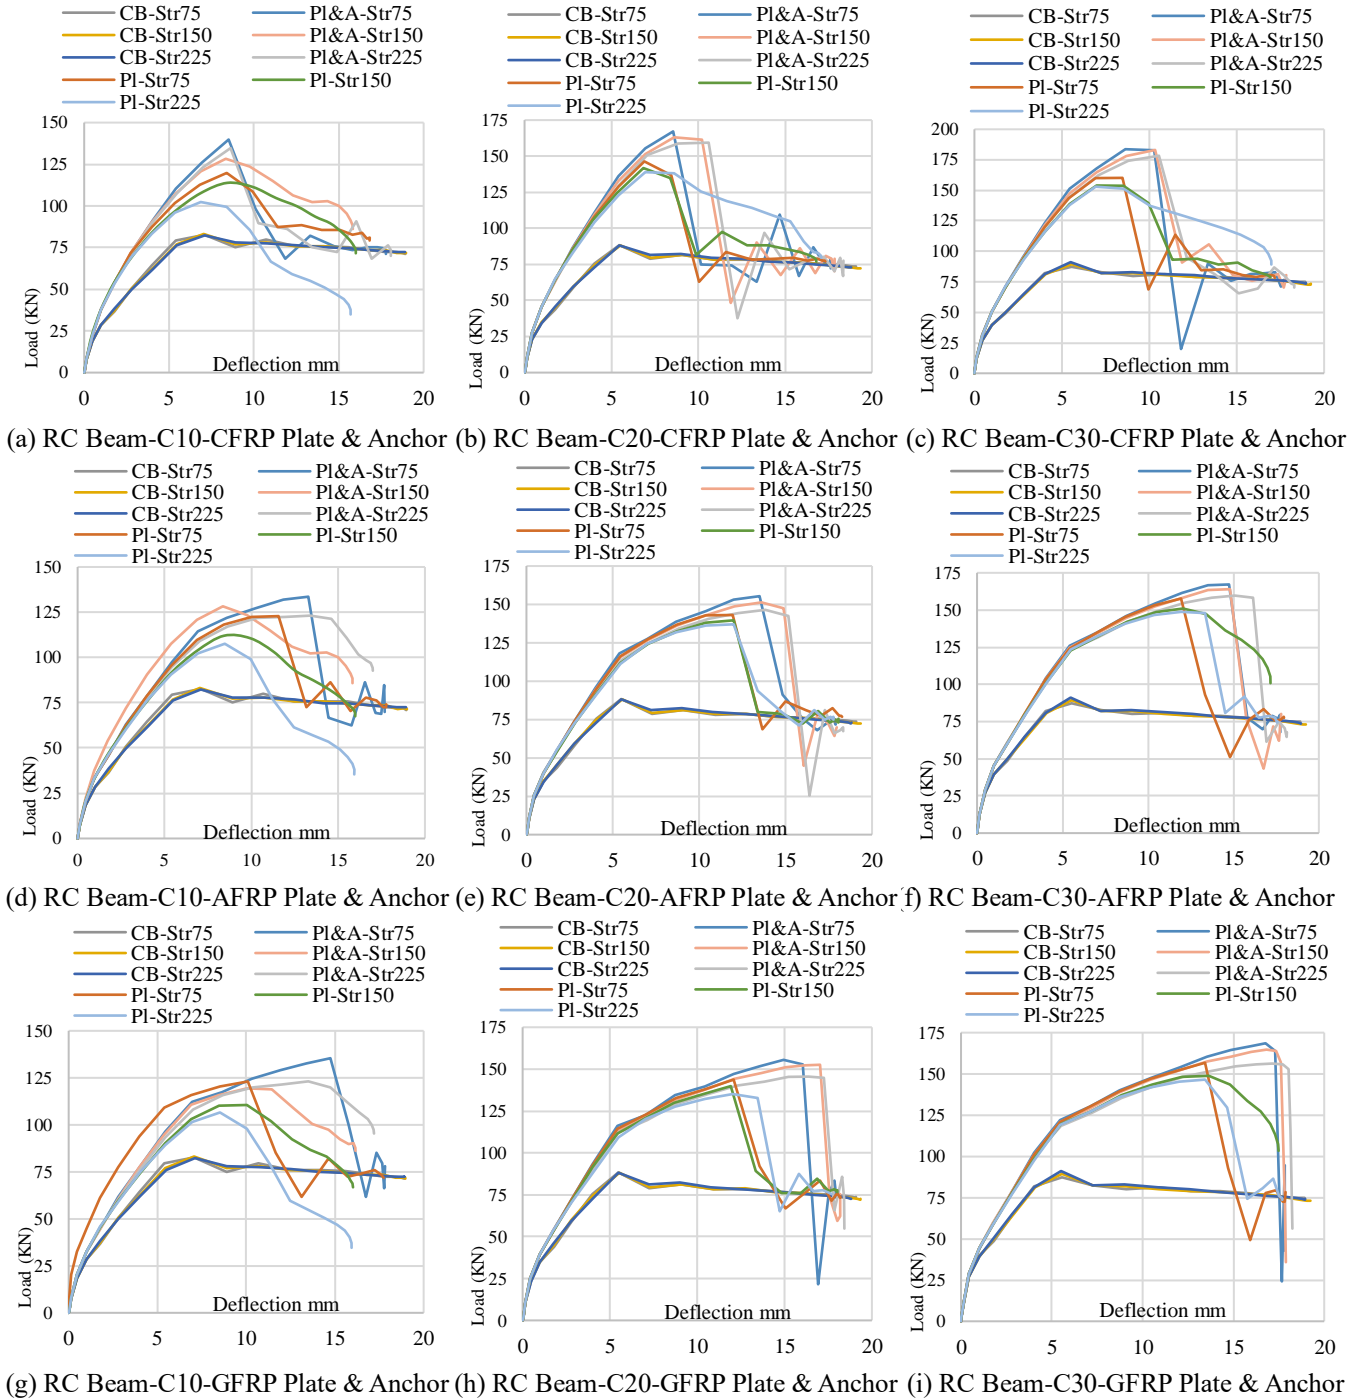 CB-Str75 Pl&A-Str75
CB-Str150 Pl&A-Str150
CB-Str225 Pl&A-Str225
Pl-Str75 Pl-Str150
Pl-Str225
150
125
100
75
50
25
0
Load (KN)
Deflection mm
0 5 10 15 20
(a) RC Beam-C10-CFRP Plate & Anchor
CB-Str75 Pl&A-Str75
CB-Str150 Pl&A-Str150
CB-Str225 Pl&A-Str225
Pl-Str75 Pl-Str150
Pl-Str225
175
150
125
100
75
50
25
0
Load (KN)
Deflection mm
0 5 10 15 20
(b) RC Beam-C20-CFRP Plate & Anchor
CB-Str75 Pl&A-Str75
CB-Str150 Pl&A-Str150
CB-Str225 Pl&A-Str225
Pl-Str75 Pl-Str150
Pl-Str225
200
175
150
125
100
75
50
25
0
Load (KN)
Deflection mm
0 5 10 15 20
(c) RC Beam-C30-CFRP Plate & Anchor
CB-Str75 Pl&A-Str75
CB-Str150 Pl&A-Str150
CB-Str225 Pl&A-Str225
Pl-Str75 Pl-Str150
Pl-Str225
150
125
100
75
50
25
0
Load (KN)
Deflection mm
0 5 10 15 20
(d) RC Beam-C10-AFRP Plate & Anchor
CB-Str75 Pl&A-Str75
CB-Str150 Pl&A-Str150
CB-Str225 Pl&A-Str225
Pl-Str75 Pl-Str150
Pl-Str225
175
150
125
100
75
50
25
0
Load (KN)
Deflection mm
0 5 10 15 20
(e) RC Beam-C20-AFRP Plate & Anchor
CB-Str75 Pl&A-Str75
CB-Str150 Pl&A-Str150
CB-Str225 Pl&A-Str225
Pl-Str75 Pl-Str150
Pl-Str225
175
150
125
100
75
50
25
0
Load (KN)
Deflection mm
0 5 10 15 20
f) RC Beam-C30-AFRP Plate & Anchor
CB-Str75 Pl&A-Str75
CB-Str150 Pl&A-Str150
CB-Str225 Pl&A-Str225
Pl-Str75 Pl-Str150
Pl-Str225
150
125
100
75
50
25
0
Load (KN)
Deflection mm
0 5 10 15 20
(g) RC Beam-C10-GFRP Plate & Anchor
CB-Str75 Pl&A-Str75
CB-Str150 Pl&A-Str150
CB-Str225 Pl&A-Str225
Pl-Str75 Pl-Str150
Pl-Str225
175
150
125
100
75
50
25
0
Load (KN)
Deflection mm
0 5 10 15 20
(h) RC Beam-C20-GFRP Plate & Anchor
CB-Str75 Pl&A-Str75
CB-Str150 Pl&A-Str150
CB-Str225 Pl&A-Str225
Pl-Str75 Pl-Str150
Pl-Str225
175
150
125
100
75
50
25
0
Load (KN)
Deflection mm
0 5 10 15 20
(i) RC Beam-C30-GFRP Plate & Anchor